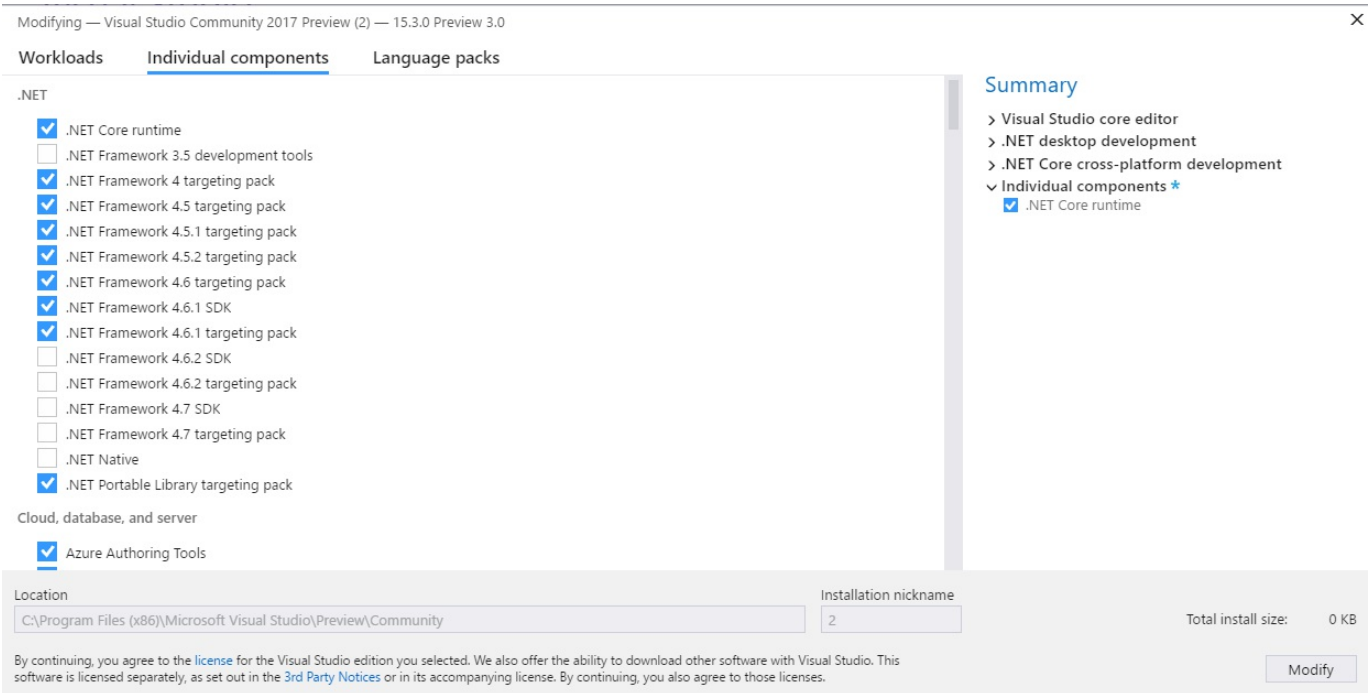 Modifying — Visual Studio Community 2017 Preview (2) — 15.3.0 Preview 3.0
Workloads Individual components Language packs
.NET
.NET Core runtime
.NET Framework 3.5 development tools
.NET Framework 4 targeting pack
.NET Framework 4.5 targeting pack
.NET Framework 4.5.1 targeting pack
.NET Framework 4.5.2 targeting pack
.NET Framework 4.6 targeting pack
.NET Framework 4.6.1 SDK
.NET Framework 4.6.1 targeting pack
.NET Framework 4.6.2 SDK
.NET Framework 4.6.2 targeting pack
.NET Framework 4.7 SDK
.NET Framework 4.7 targeting pack
.NET Native
.NET Portable Library targeting pack
Cloud, database, and server
Azure Authoring Tools
Summary
Visual Studio core editor
.NET desktop development
.NET Core cross-platform development
Individual components *
.NET Core runtime
Location
C:\Program Files (x86)\Microsoft Visual Studio\Preview\Community
Installation nickname
2
Total install size: 0 KB
By continuing, you agree to the license for the Visual Studio edition you selected. We also offer the ability to download other software with Visual Studio. This
software is licensed separately, as set out in the 3rd Party Notices or in its accompanying license. By continuing, you also agree to those licenses.
Modify